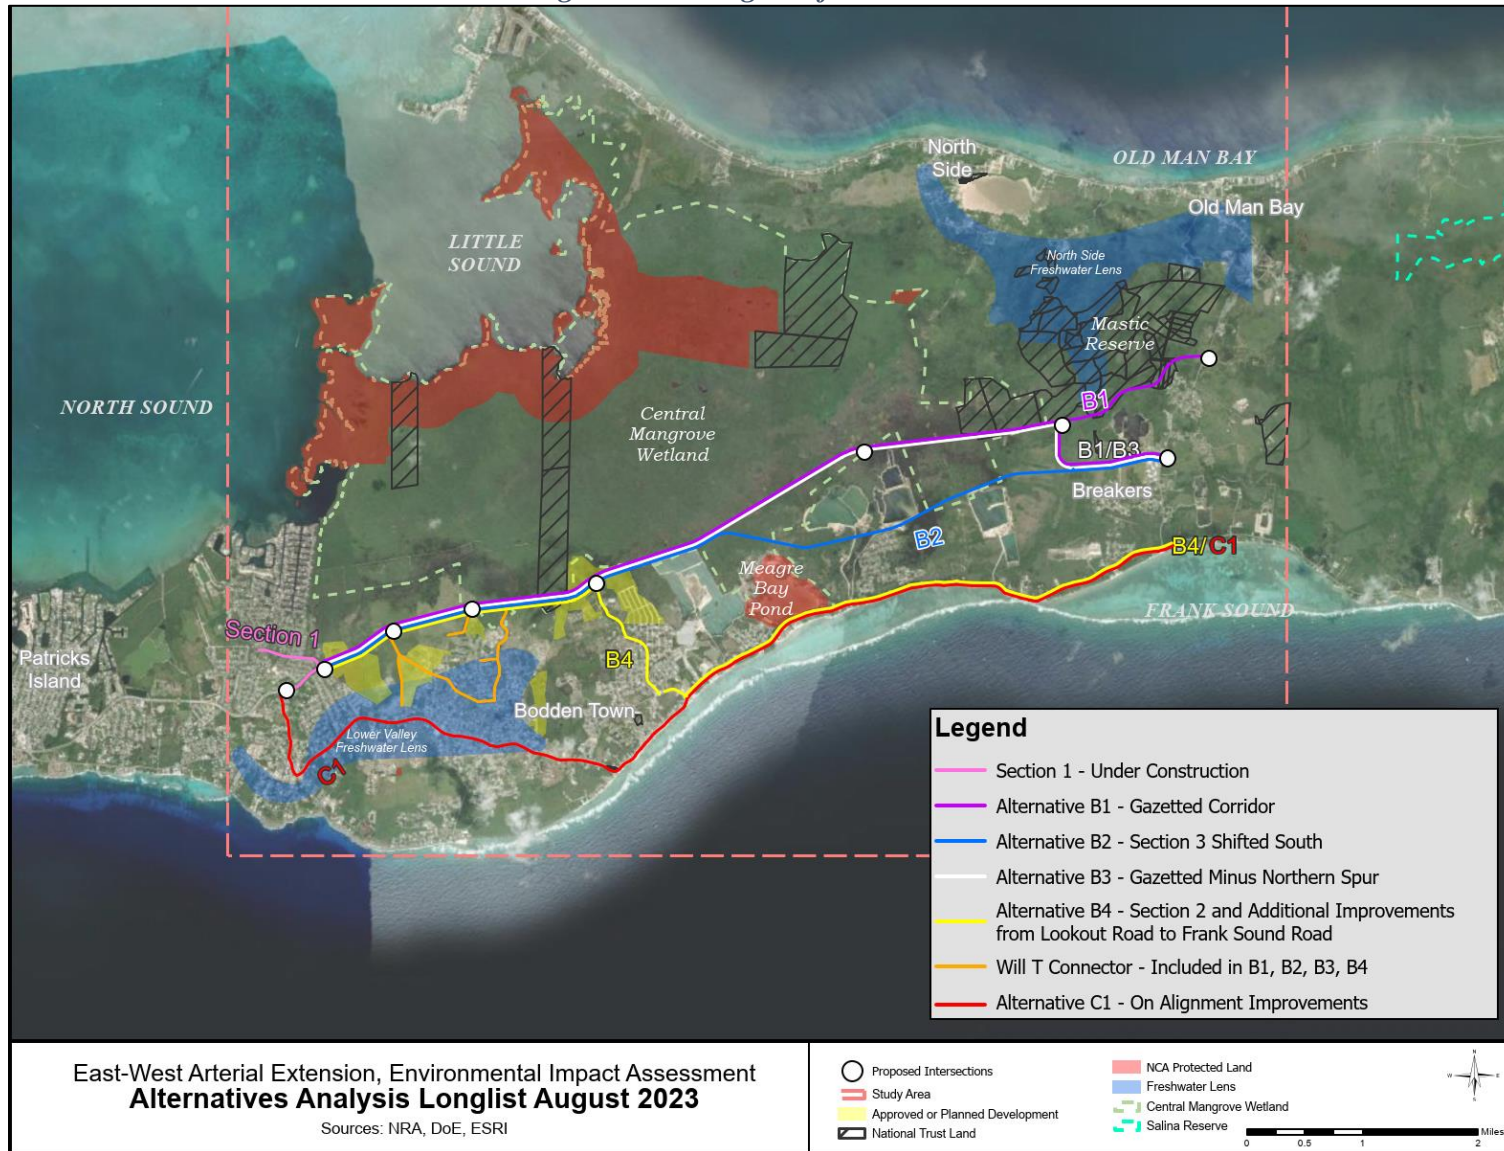 North
Side
OLD MAN BAY
Old Man Bay
LITTLE
SOUND
North Side
Freshwater Lens
Mastic
Reserve
NORTH SOUND
Central
Mangrove
Wetland
B1
B1/B3
Breakers
B2
B4/C1
Meagre
Bay
Pond
FRANK SOUND
Section 1
Patricks
Island
B4
Bodden Town
Lower Valley
Freshwater Lens
C1
Legend
Section 1 - Under Construction
Alternative B1 - Gazetted Corridor
Alternative B2 - Section 3 Shifted South
Alternative B3 - Gazetted Minus Northern Spur
Alternative B4 - Section 2 and Additional Improvements
from Lookout Road to Frank Sound Road
Will T Connector - Included in B1, B2, B3, B4
Alternative C1 - On Alignment Improvements
East-West Arterial Extension, Environmental Impact Assessment
Alternatives Analysis Longlist August 2023
Sources: NRA, DoE, ESRI
Proposed Intersections
Study Area
Approved or Planned Development
National Trust Land
NCA Protected Land
Freshwater Lens
Central Mangrove Wetland
Salina Reserve
N
W
E
S
Miles
0 0.5 1 2